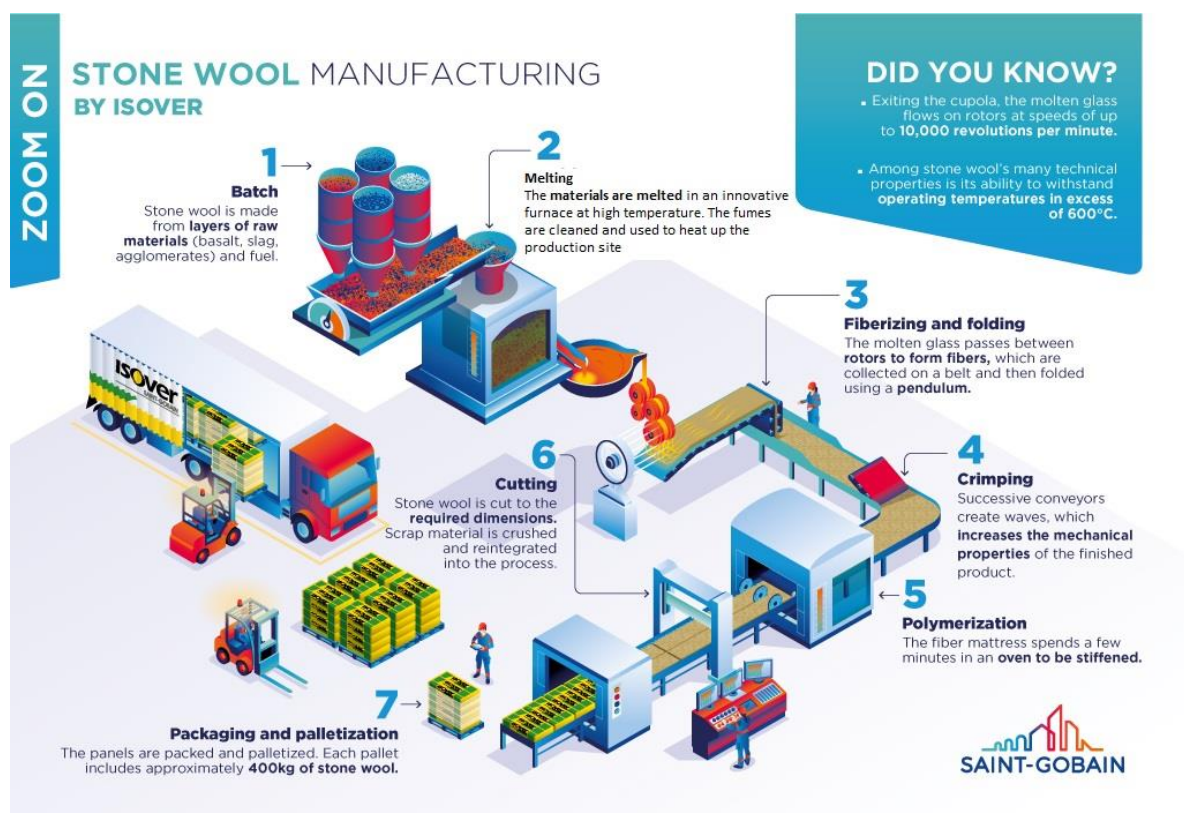 ZOOM ON
STONE WOOL MANUFACTURING
BY ISOVER
DID YOU KNOW?
▪ Exiting the cupola, the molten glass
flows on rotors at speeds of up
to 10,000 revolutions per minute.
▪ Among stone wool's many technical
properties is its ability to withstand
operating temperatures in excess
of 600°C.
1
Batch
Stone wool is made
from layers of raw
materials (basalt, slag,
agglomerates) and fuel.
2
Melting
The materials are melted in an innovative
furnace at high temperature. The fumes
are cleaned and used to heat up the
production site
3
Fiberizing and folding
The molten glass passes between
rotors to form fibers, which are
collected on a belt and then folded
using a pendulum.
4
Crimping
Successive conveyors
create waves, which
increases the mechanical
properties of the finished
product.
5
Polymerization
The fiber mattress spends a few
minutes in an oven to be stiffened.
6
Cutting
Stone wool is cut to the
required dimensions.
Scrap material is crushed
and reintegrated
into the process.
7
Packaging and palletization
The panels are packed and palletized. Each pallet
includes approximately 400kg of stone wool.
isover
SAINT-GOBAIN
SAINT-GOBAIN